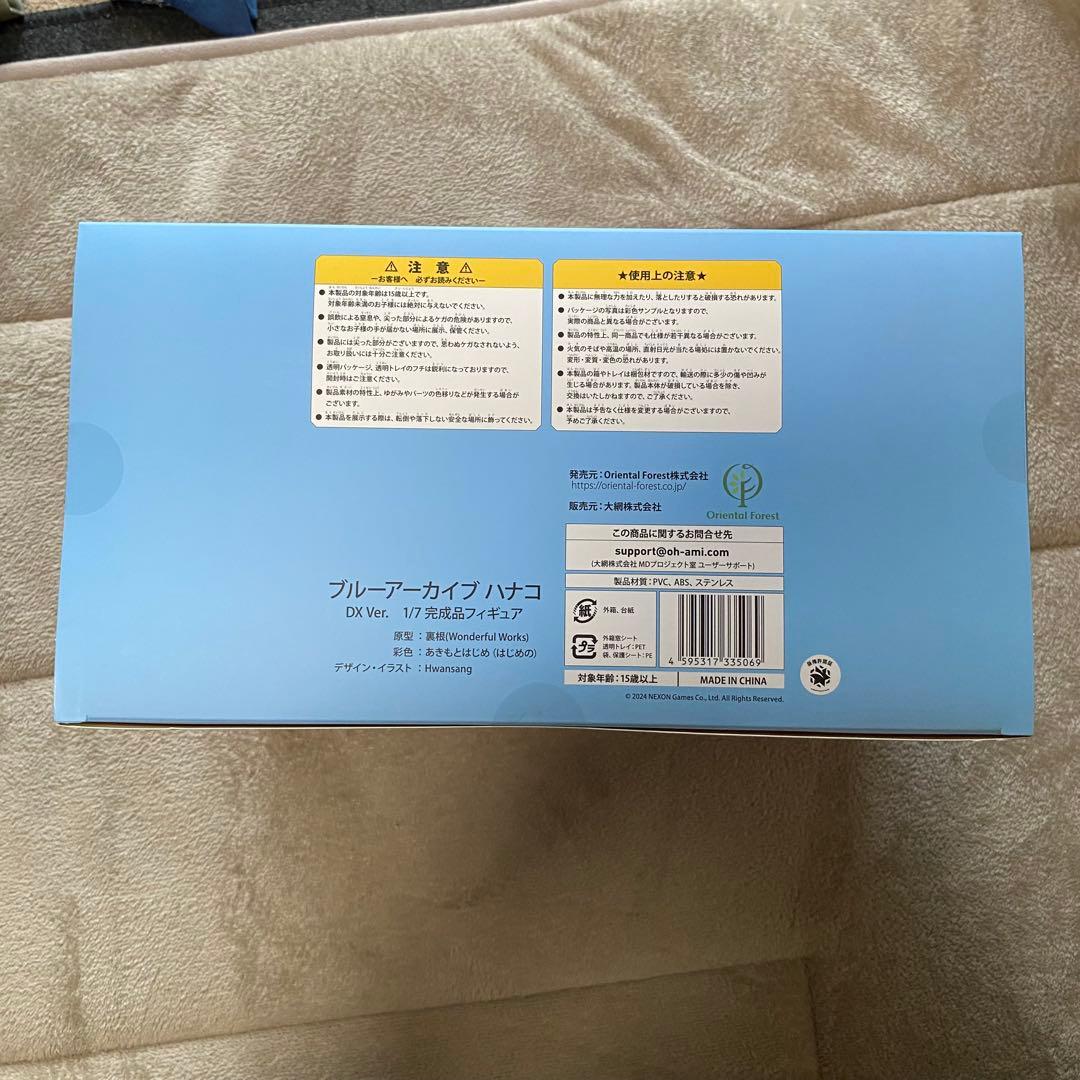 ⚠ 注意 ⚠
ーお客様へ 必ずお読みくださいー
● 本製品の対象年齢は15歳以上です。
対象年齢未満のお子様には絶対に与えないでください。
● 誤飲による窒息や、尖った部分によるケガの危険がありますので、
小さなお子様の手が届かない場所に展示、保管ください。
● 製品には尖った部分がございますので、思わぬケガをされないよう、
お取り扱いには十分ご注意ください。
● 透明パッケージ、透明トレイのフチは鋭利になっておりますので、
開封時はご注意ください。
● 製品素材の特性上、ゆがみやパーツの色移りなどが発生する場合が
ございます。
● 本製品を展示する際は、転倒や落下しない安全な場所に飾ってください。
★使用上の注意★
● 本製品に無理な力を加えたり、落としたりすると破損する恐れがあります。
● パッケージの写真は彩色サンプルとなりますので、
実際の商品と異なる場合がございます。
● 製品の特性上、同一商品でも仕様が若干異なる場合がございます。
● 火気のそばや高温の場所、直射日光が当たる場処には置かないでください。
変形・変質・変色の恐れがあります。
● 本製品の箱やトレイは梱包材ですので、輸送の際に多少の傷や凹みが
生じる場合があります。製品本体が破損している場合を除き、
交換はいたしかねますので、ご了承ください。
● 本製品は予告なく仕様を変更する場合がございますので、
予めご了承ください。
発売元：Oriental Forest株式会社
https://oriental-forest.co.jp/
販売元：大網株式会社
Oriental Forest
この商品に関するお問合せ先
support@oh-ami.com
(大網株式会社 MDプロジェクト室 ユーザーサポート)
製品材質：PVC、ABS、ステンレス
紙 外箱、台紙
プラ 外箱窓シート
透明トレイ：PET
袋、保護シート：PE
4 595317 335069
対象年齢：15歳以上
MADE IN CHINA
© 2024 NEXON Games Co., Ltd. All Rights Reserved.
ブルーアーカイブ ハナコ
DX Ver. 1/7 完成品フィギュア
原型：裏根(Wonderful Works)
彩色：あきもとはじめ（はじめの）
デザイン・イラスト：Hwansang